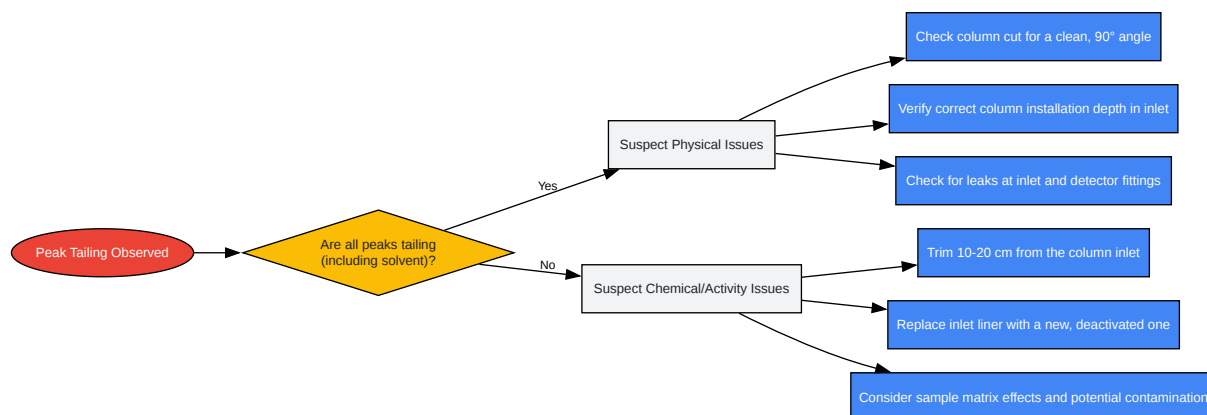 Peak Tailing Observed
Are all peaks tailing
(including solvent)?
Yes
Suspect Physical Issues
Check column cut for a clean, 90° angle
Verify correct column installation depth in inlet
Check for leaks at inlet and detector fittings
No
Suspect Chemical/Activity Issues
Trim 10-20 cm from the column inlet
Replace inlet liner with a new, deactivated one
Consider sample matrix effects and potential contamination